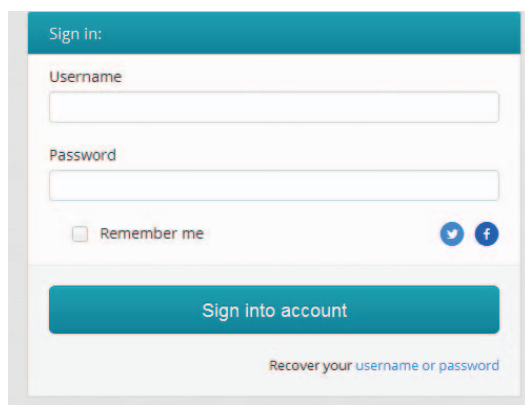 Sign in:
Username
Password
Remember me
Sign into account
Recover your username or password